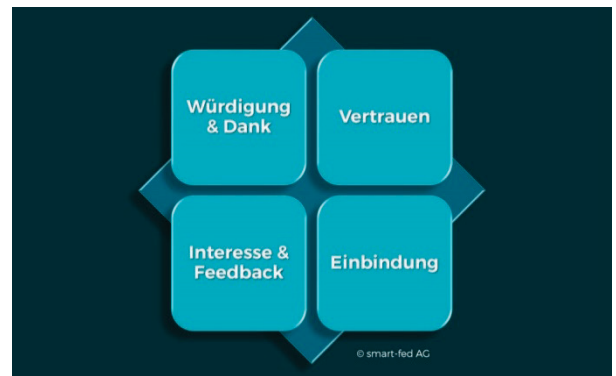 Würdigung
& Dank
Vertrauen
Interesse &
Feedback
Einbindung
© smart-fed AG